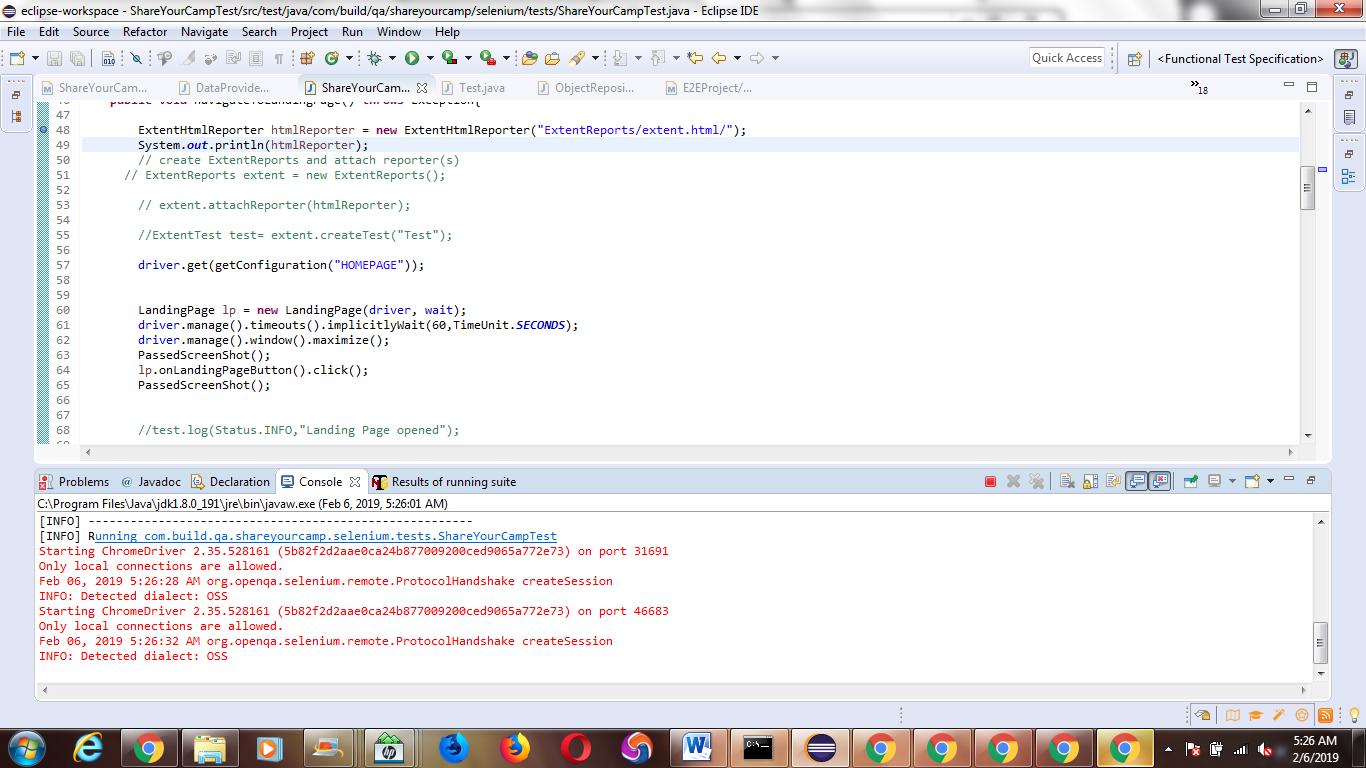 eclipse-workspace - ShareYourCampTest/src/test/java/com/build/qa/shareyourcamp/selenium/tests/ShareYourCampTest.java - Eclipse IDE
File Edit Source Refactor Navigate Search Project Run Window Help
Quick Access
<Functional Test Specification>
ShareYourCam... DataProvide... ShareYourCam... Test.java ObjectReposi... E2EProject/... »18
46 public void navigateToLandingPage() throws Exception{
47
48 ExtentHtmlReporter htmlReporter = new ExtentHtmlReporter("ExtentReports/extent.html/");
49 System.out.println(htmlReporter);
50 // create ExtentReports and attach reporter(s)
51 // ExtentReports extent = new ExtentReports();
52
53 // extent.attachReporter(htmlReporter);
54
55 //ExtentTest test= extent.createTest("Test");
56
57 driver.get(getConfiguration("HOMEPAGE"));
58
59
60 LandingPage lp = new LandingPage(driver, wait);
61 driver.manage().timeouts().implicitlyWait(60,TimeUnit.SECONDS);
62 driver.manage().window().maximize();
63 PassedScreenShot();
64 lp.onLandingPageButton().click();
65 PassedScreenShot();
66
67
68 //test.log(Status.INFO,"Landing Page opened");
69
Problems @ Javadoc Declaration Console Results of running suite
C:\Program Files\Java\jdk1.8.0_191\jre\bin\javaw.exe (Feb 6, 2019, 5:26:01 AM)
[INFO] -------------------------------------------------------
[INFO] Running com.build.qa.shareyourcamp.selenium.tests.ShareYourCampTest
Starting ChromeDriver 2.35.528161 (5b82f2d2aae0ca24b877009200ced9065a772e73) on port 31691
Only local connections are allowed.
Feb 06, 2019 5:26:28 AM org.openqa.selenium.remote.ProtocolHandshake createSession
INFO: Detected dialect: OSS
Starting ChromeDriver 2.35.528161 (5b82f2d2aae0ca24b877009200ced9065a772e73) on port 46683
Only local connections are allowed.
Feb 06, 2019 5:26:32 AM org.openqa.selenium.remote.ProtocolHandshake createSession
INFO: Detected dialect: OSS
5:26 AM
2/6/2019